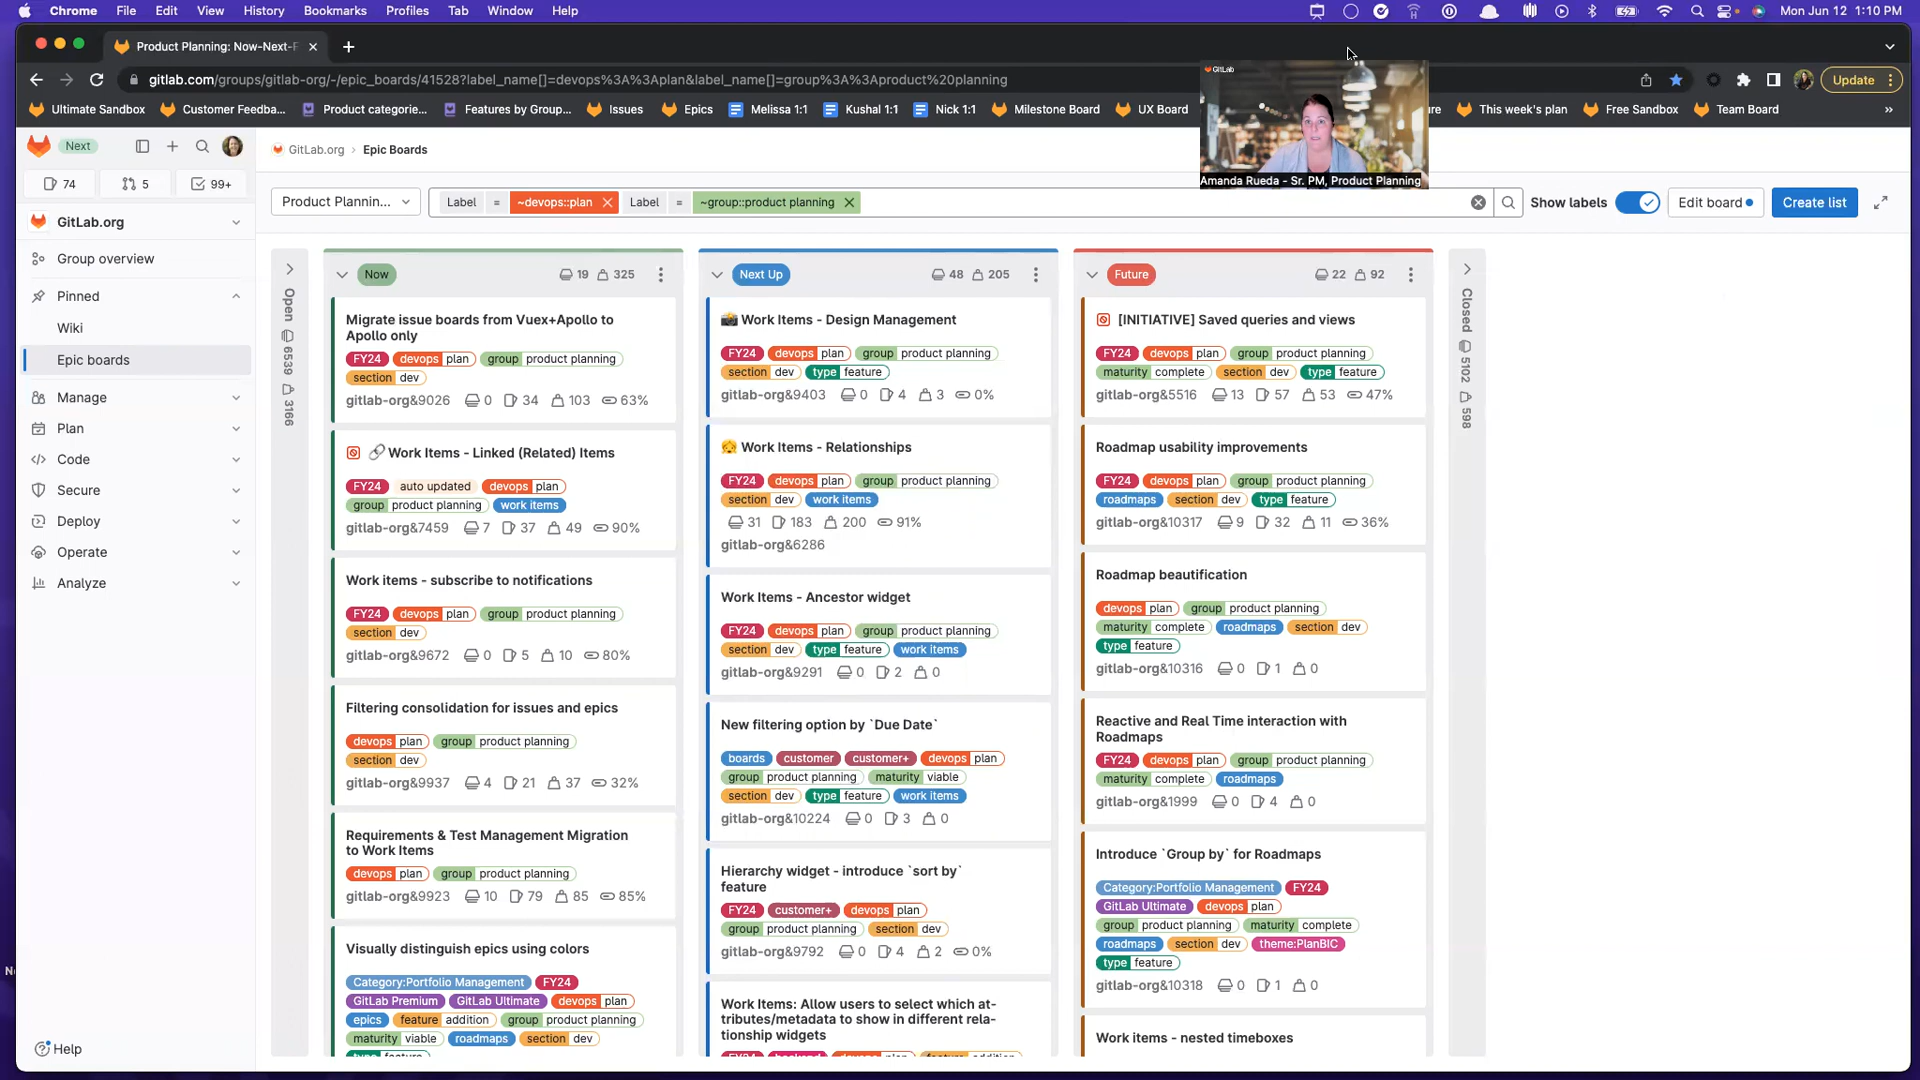 Chrome File Edit View History Bookmarks Profiles Tab Window Help Mon Jun 12 1:10 PM
Product Planning: Now-Next-F
gitlab.com/groups/gitlab-org/-/epic_boards/41528?label_name[]=devops%3A%3Aplan&label_name[]=group%3A%3Aproduct%20planning Update
Ultimate Sandbox Customer Feedba... Product categorie... Features by Group... Issues Epics Melissa 1:1 Kushal 1:1 Nick 1:1 Milestone Board UX Board This week's plan Free Sandbox Team Board
GitLab
Amanda Rueda - Sr. PM, Product Planning
Next
74 5 99+
GitLab.org
Group overview
Pinned
Wiki
Epic boards
Manage
Plan
Code
Secure
Deploy
Operate
Analyze
Help
GitLab.org Epic Boards
Product Plannin... Label = ~devops::plan Label = ~group::product planning Show labels Edit board Create list
Open 6539 3166
Now 19 325
Migrate issue boards from Vuex+Apollo to
Apollo only
FY24 devops plan group product planning
section dev
gitlab-org&9026 0 34 103 63%
Work Items - Linked (Related) Items
FY24 auto updated devops plan
group product planning work items
gitlab-org&7459 7 37 49 90%
Work items - subscribe to notifications
FY24 devops plan group product planning
section dev
gitlab-org&9672 0 5 10 80%
Filtering consolidation for issues and epics
devops plan group product planning
section dev
gitlab-org&9937 4 21 37 32%
Requirements & Test Management Migration
to Work Items
devops plan group product planning
gitlab-org&9923 10 79 85 85%
Visually distinguish epics using colors
Category:Portfolio Management FY24
GitLab Premium GitLab Ultimate devops plan
epics feature addition group product planning
maturity viable roadmaps section dev
type feature
Next Up 48 205
Work Items - Design Management
FY24 devops plan group product planning
section dev type feature
gitlab-org&9403 0 4 3 0%
Work Items - Relationships
FY24 devops plan group product planning
section dev work items
31 183 200 91%
gitlab-org&6286
Work Items - Ancestor widget
FY24 devops plan group product planning
section dev type feature work items
gitlab-org&9291 0 2 0
New filtering option by `Due Date`
boards customer customer+ devops plan
group product planning maturity viable
section dev type feature work items
gitlab-org&10224 0 3 0
Hierarchy widget - introduce `sort by`
feature
FY24 customer+ devops plan
group product planning section dev
gitlab-org&9792 0 4 2 0%
Work Items: Allow users to select which at-
tributes/metadata to show in different rela-
tionship widgets
FY24 backend devops plan feature addition
Future 22 92
[INITIATIVE] Saved queries and views
FY24 devops plan group product planning
maturity complete section dev type feature
gitlab-org&5516 13 57 53 47%
Roadmap usability improvements
FY24 devops plan group product planning
roadmaps section dev type feature
gitlab-org&10317 9 32 11 36%
Roadmap beautification
devops plan group product planning
maturity complete roadmaps section dev
type feature
gitlab-org&10316 0 1 0
Reactive and Real Time interaction with
Roadmaps
FY24 devops plan group product planning
maturity complete roadmaps
gitlab-org&1999 0 4 0
Introduce `Group by` for Roadmaps
Category:Portfolio Management FY24
GitLab Ultimate devops plan
group product planning maturity complete
roadmaps section dev theme:PlanBIC
type feature
gitlab-org&10318 0 1 0
Work items - nested timeboxes
Closed 5102 598